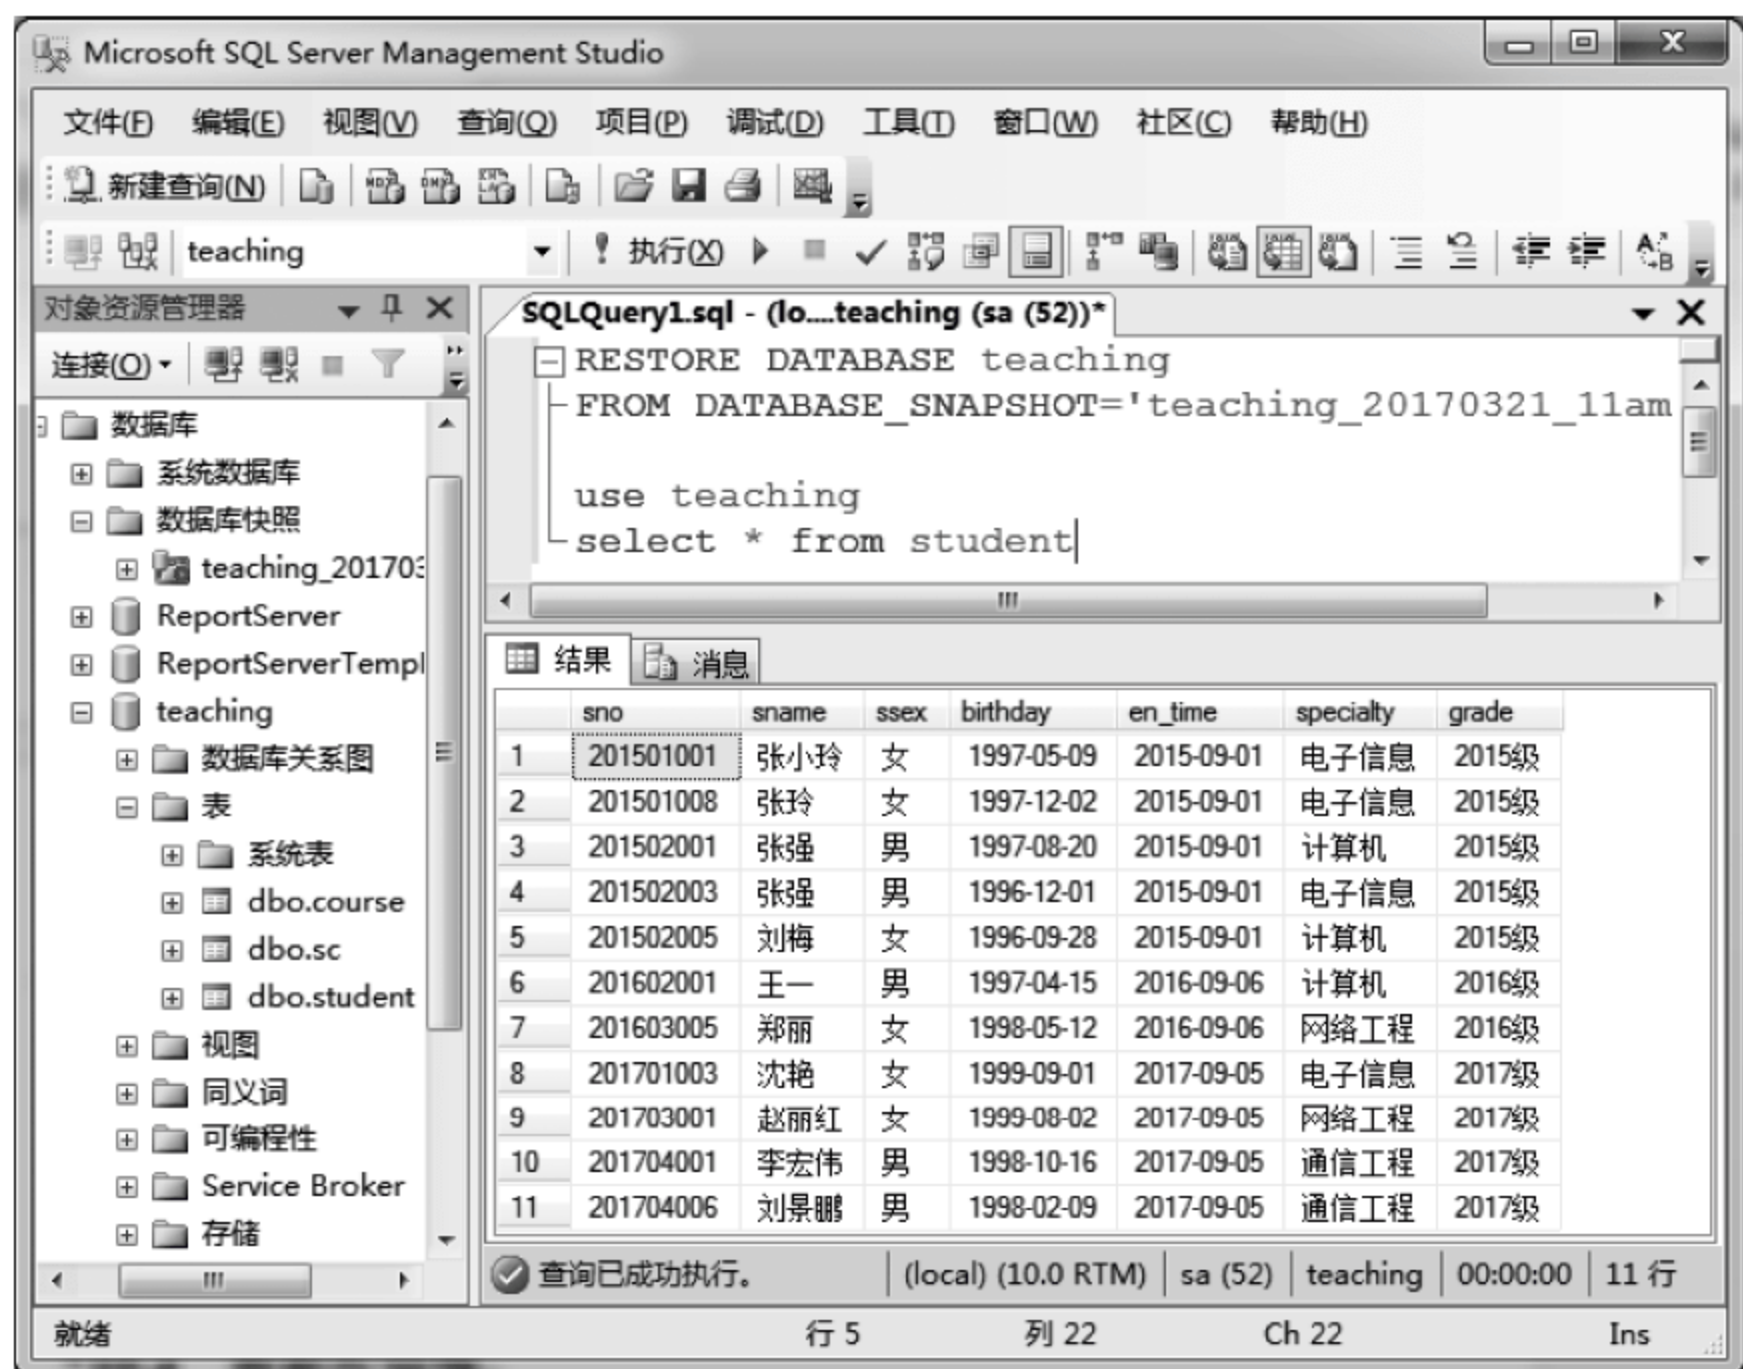 Microsoft SQL Server Management Studio
文件(F) 编辑(E) 视图(V) 查询(Q) 项目(P) 调试(D) 工具(T) 窗口(W) 社区(C) 帮助(H)
新建查询(N)
teaching 执行(X)
对象资源管理器
连接(O)
数据库
系统数据库
数据库快照
teaching_201703
ReportServer
ReportServerTempl
teaching
数据库关系图
表
系统表
dbo.course
dbo.sc
dbo.student
视图
同义词
可编程性
Service Broker
存储
SQLQuery1.sql - (lo....teaching (sa (52))*
RESTORE DATABASE teaching
FROM DATABASE_SNAPSHOT='teaching_20170321_11am
use teaching
select * from student
结果 消息
sno sname ssex birthday en_time specialty grade
1 201501001 张小玲 女 1997-05-09 2015-09-01 电子信息 2015级
2 201501008 张玲 女 1997-12-02 2015-09-01 电子信息 2015级
3 201502001 张强 男 1997-08-20 2015-09-01 计算机 2015级
4 201502003 张强 男 1996-12-01 2015-09-01 电子信息 2015级
5 201502005 刘梅 女 1996-09-28 2015-09-01 计算机 2015级
6 201602001 王一 男 1997-04-15 2016-09-06 计算机 2016级
7 201603005 郑丽 女 1998-05-12 2016-09-06 网络工程 2016级
8 201701003 沈艳 女 1999-09-01 2017-09-05 电子信息 2017级
9 201703001 赵丽红 女 1999-08-02 2017-09-05 网络工程 2017级
10 201704001 李宏伟 男 1998-10-16 2017-09-05 通信工程 2017级
11 201704006 刘景鹏 男 1998-02-09 2017-09-05 通信工程 2017级
查询已成功执行。 (local) (10.0 RTM) sa (52) teaching 00:00:00 11 行
就绪 行 5 列 22 Ch 22 Ins